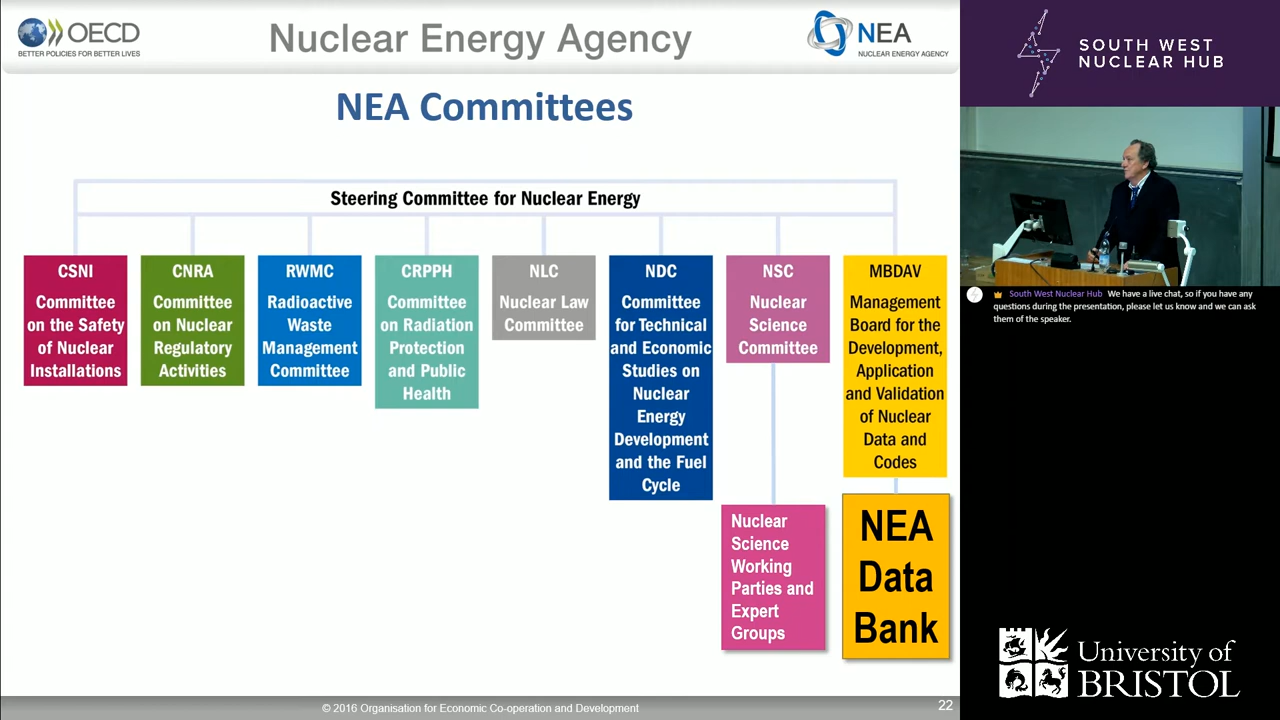 OECD
BETTER POLICIES FOR BETTER LIVES
Nuclear Energy Agency
NEA
NUCLEAR ENERGY AGENCY
NEA Committees
Steering Committee for Nuclear Energy
CSNI
Committee
on the Safety
of Nuclear
Installations
CNRA
Committee
on Nuclear
Regulatory
Activities
RWMC
Radioactive
Waste
Management
Committee
CRPPH
Committee
on Radiation
Protection
and Public
Health
NLC
Nuclear Law
Committee
NDC
Committee
for Technical
and Economic
Studies on
Nuclear
Energy
Development
and the Fuel
Cycle
NSC
Nuclear
Science
Committee
MBDAV
Management
Board for the
Development,
Application
and Validation
of Nuclear
Data and
Codes
Nuclear
Science
Working
Parties and
Expert
Groups
NEA
Data
Bank
© 2016 Organisation for Economic Co-operation and Development
22
SOUTH WEST
NUCLEAR HUB
South West Nuclear Hub We have a live chat, so if you have any
questions during the presentation, please let us know and we can ask
them of the speaker.
University of
BRISTOL